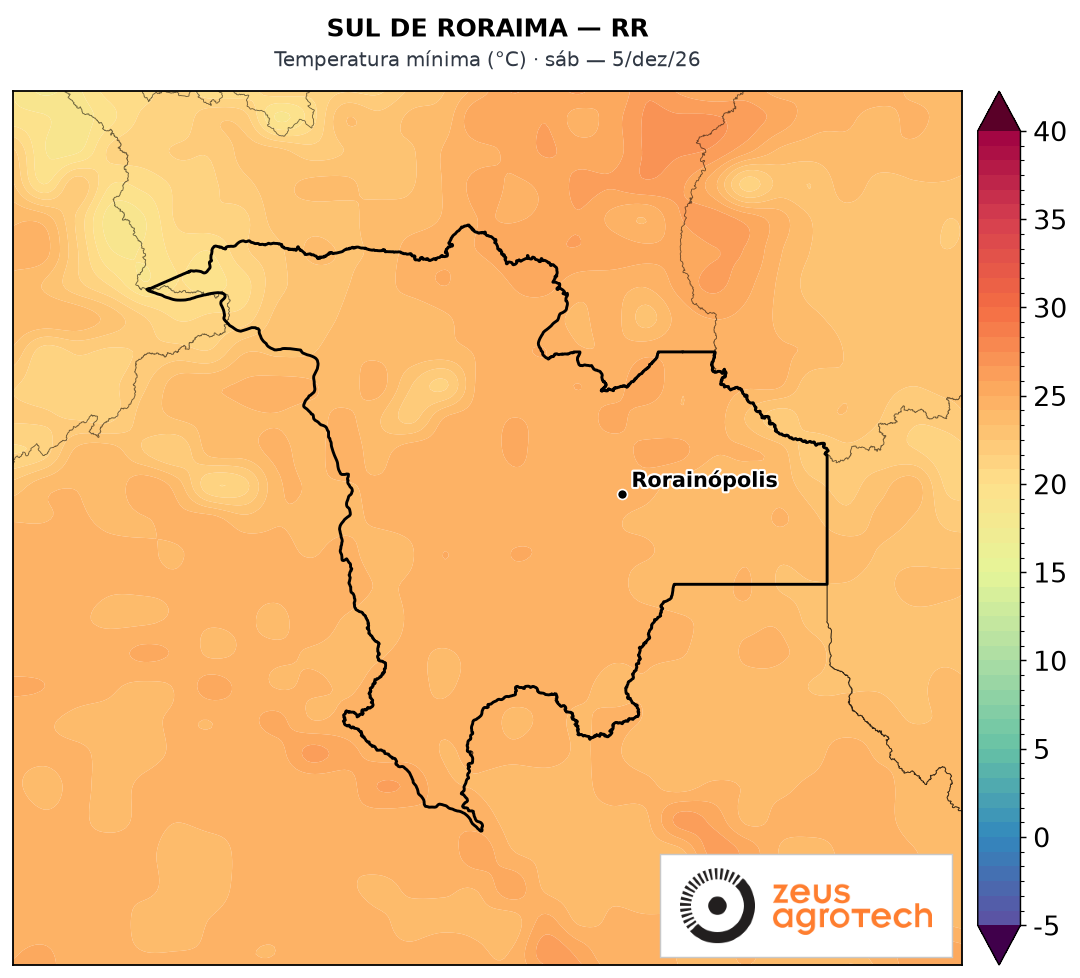 SUL DE RORAIMA — RR
Temperatura mínima (°C) · sáb — 5/dez/26
40
35
30
25
20
15
10
5
0
-5
Rorainópolis
zeus
agrotech